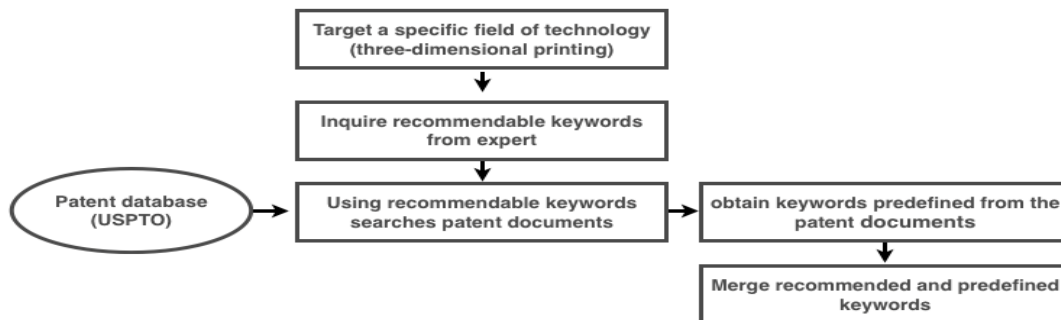 Target a specific field of technology
(three-dimensional printing)
Inquire recommendable keywords
from expert
Patent database
(USPTO)
Using recommendable keywords
searches patent documents
obtain keywords predefined from the
patent documents
Merge recommended and predefined
keywords